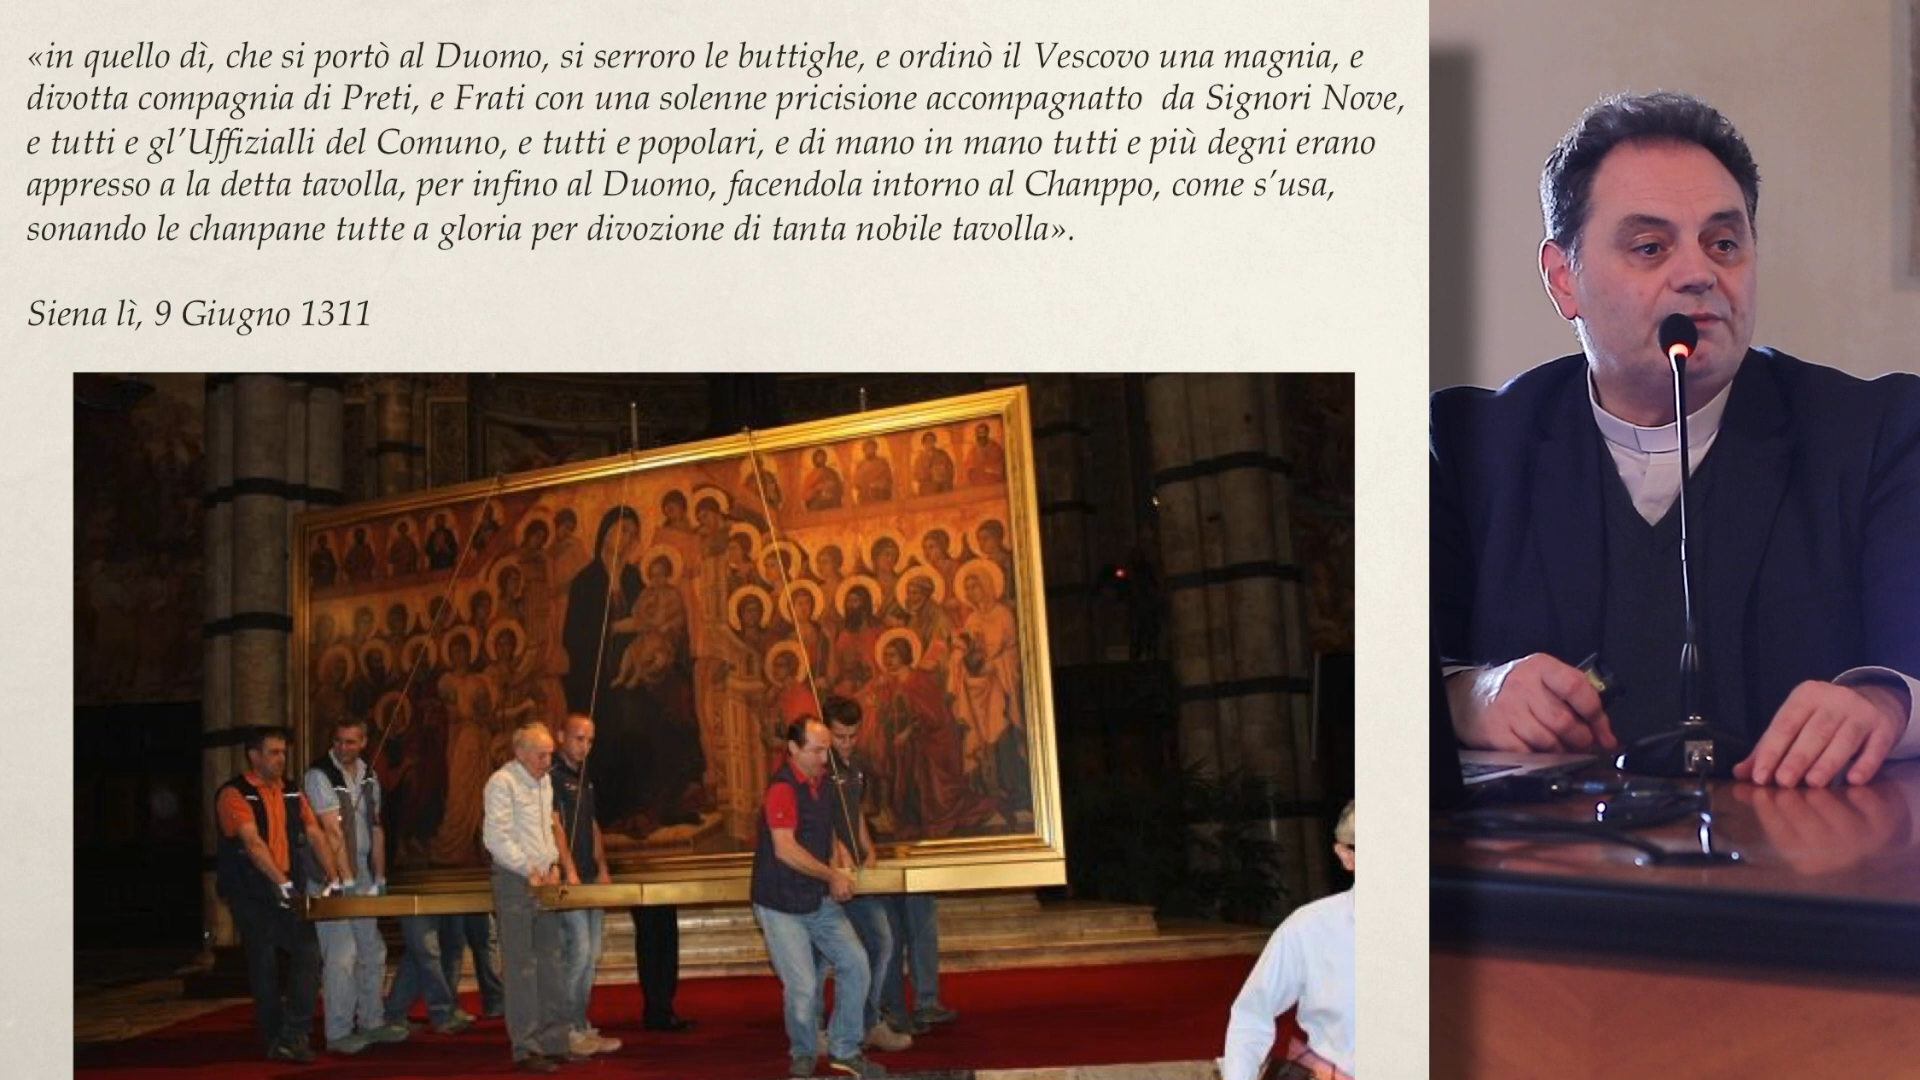 «in quello dì, che si portò al Duomo, si serroro le buttighe, e ordinò il Vescovo una magnia, e
divotta compagnia di Preti, e Frati con una solenne pricisione accompagnatto da Signori Nove,
e tutti e gl'Uffizialli del Comuno, e tutti e popolari, e di mano in mano tutti e più degni erano
appresso a la detta tavolla, per infino al Duomo, facendola intorno al Chanppo, come s'usa,
sonando le chanpane tutte a gloria per divozione di tanta nobile tavolla».
Siena lì, 9 Giugno 1311